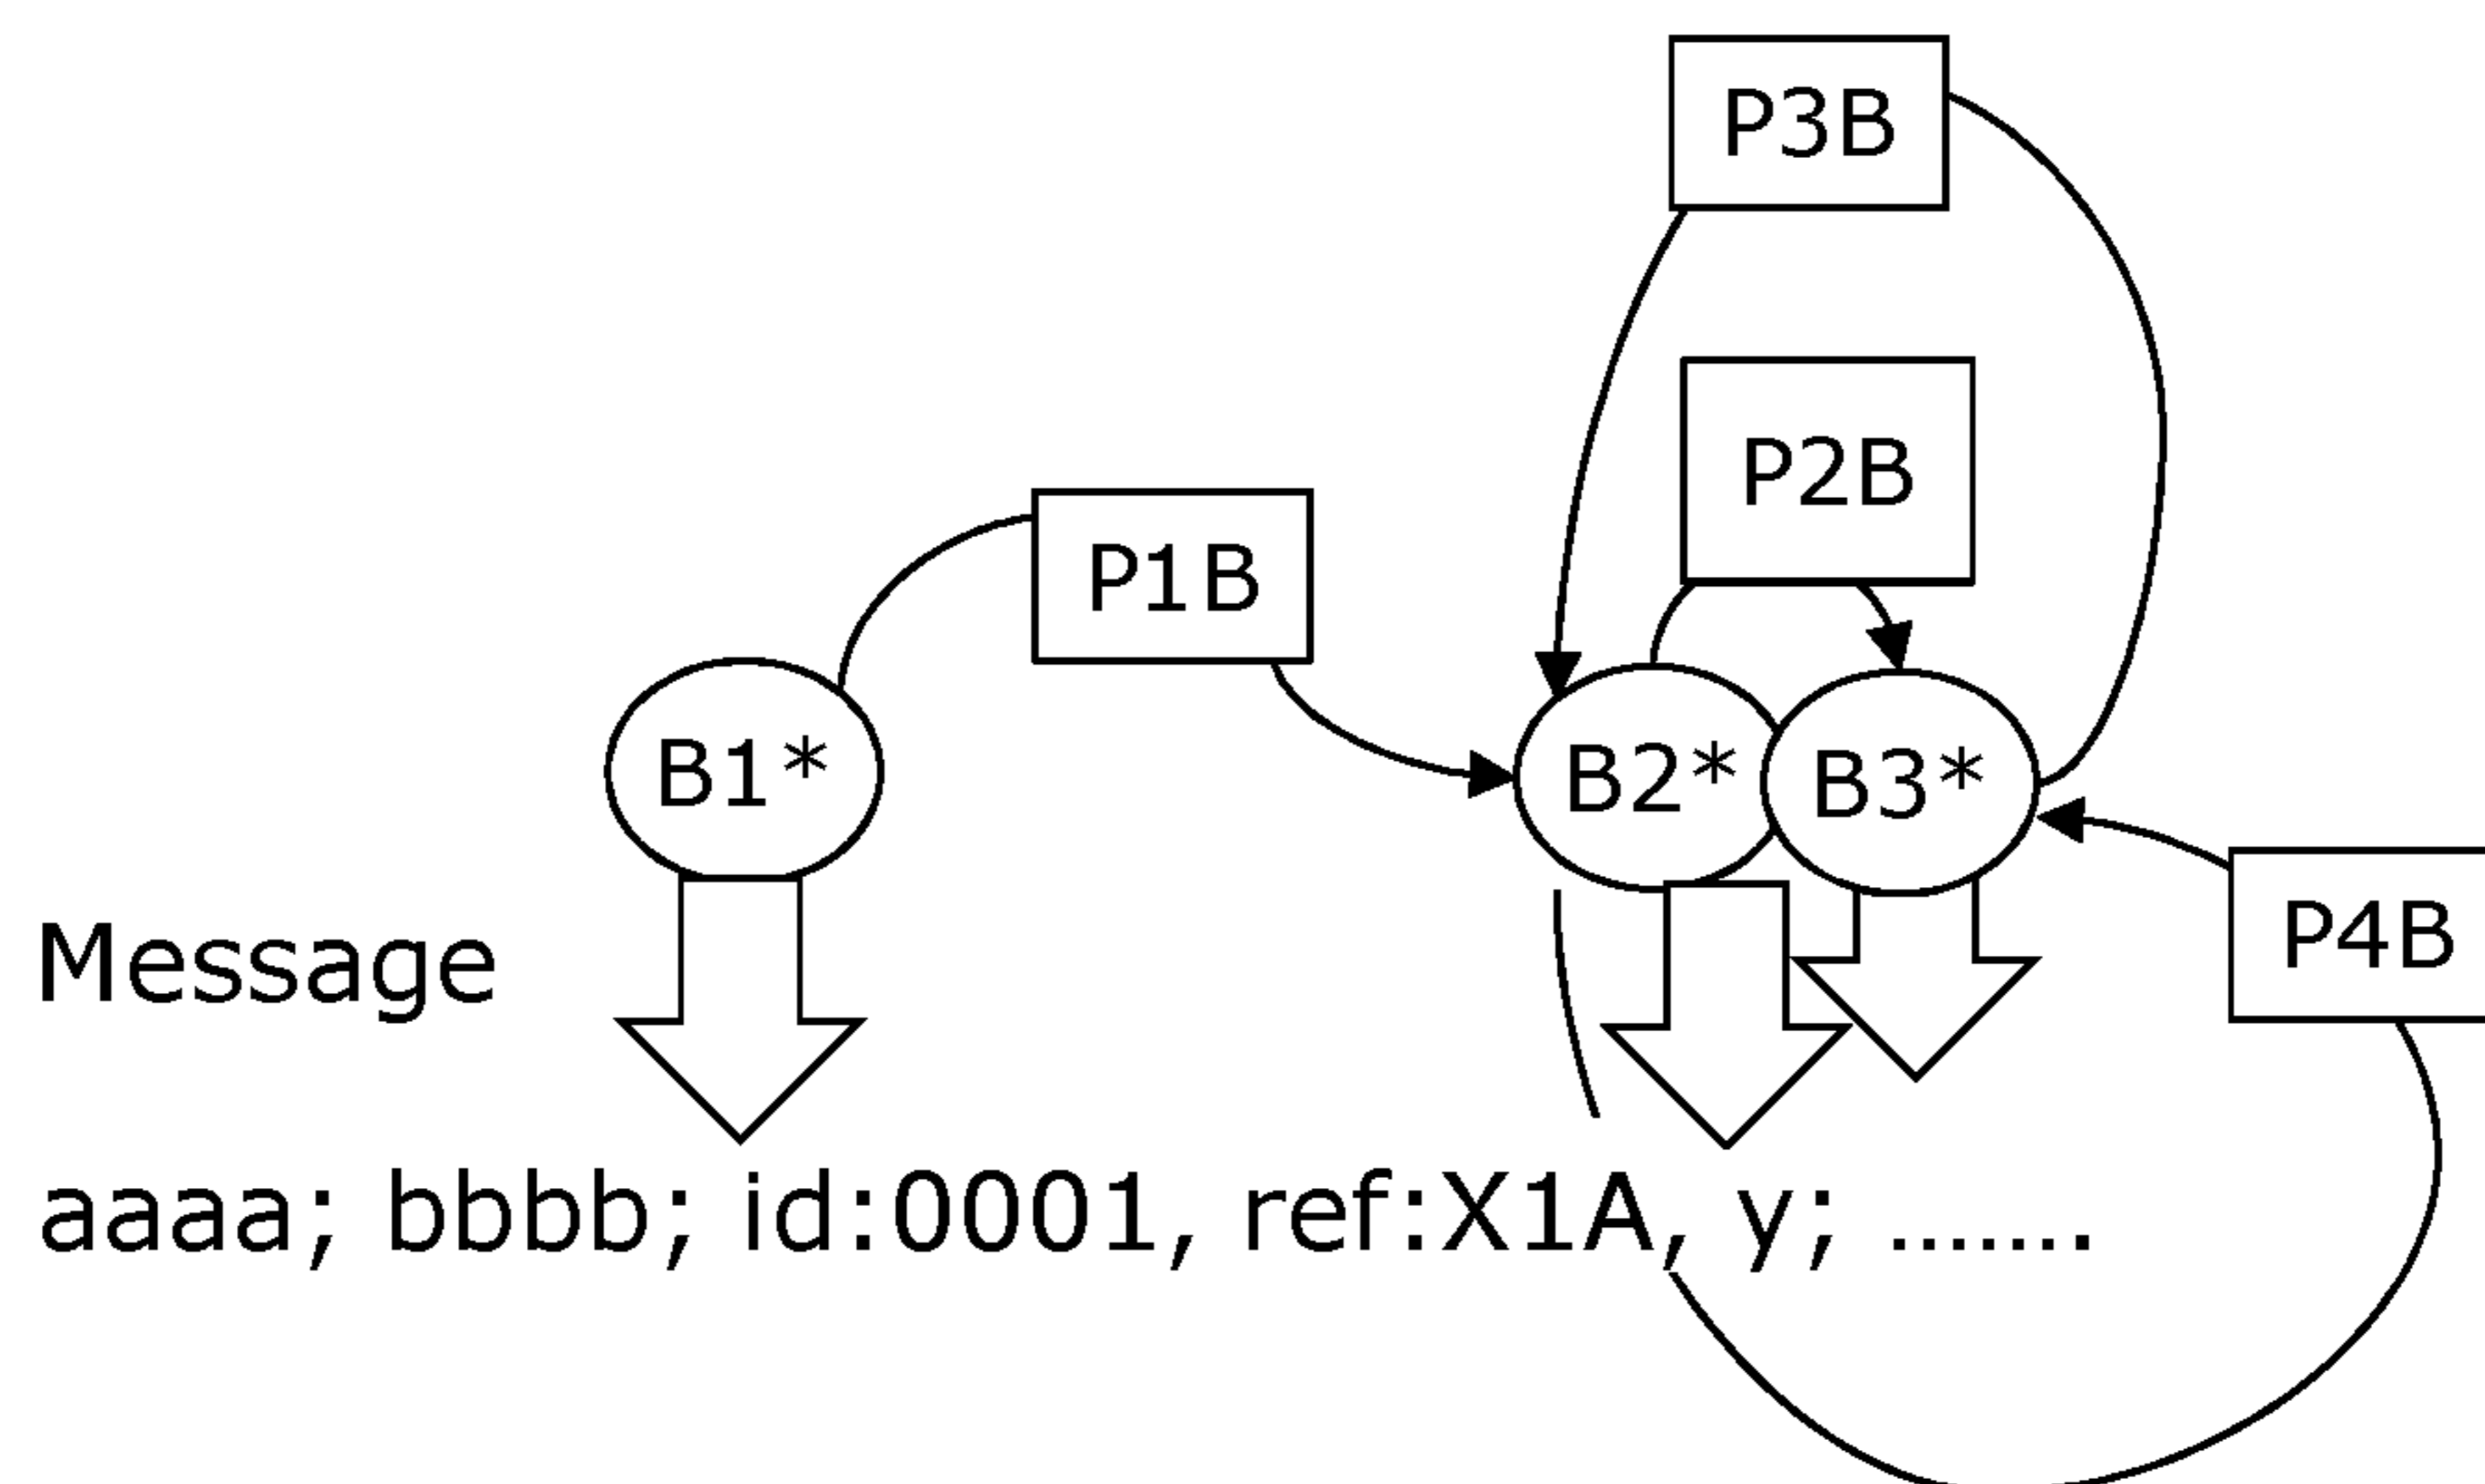 P3B
P2B
P1B
B1*
B2*
B3*
P4B
Message
aaaa; bbbb; id:0001, ref:X1A, y; .......